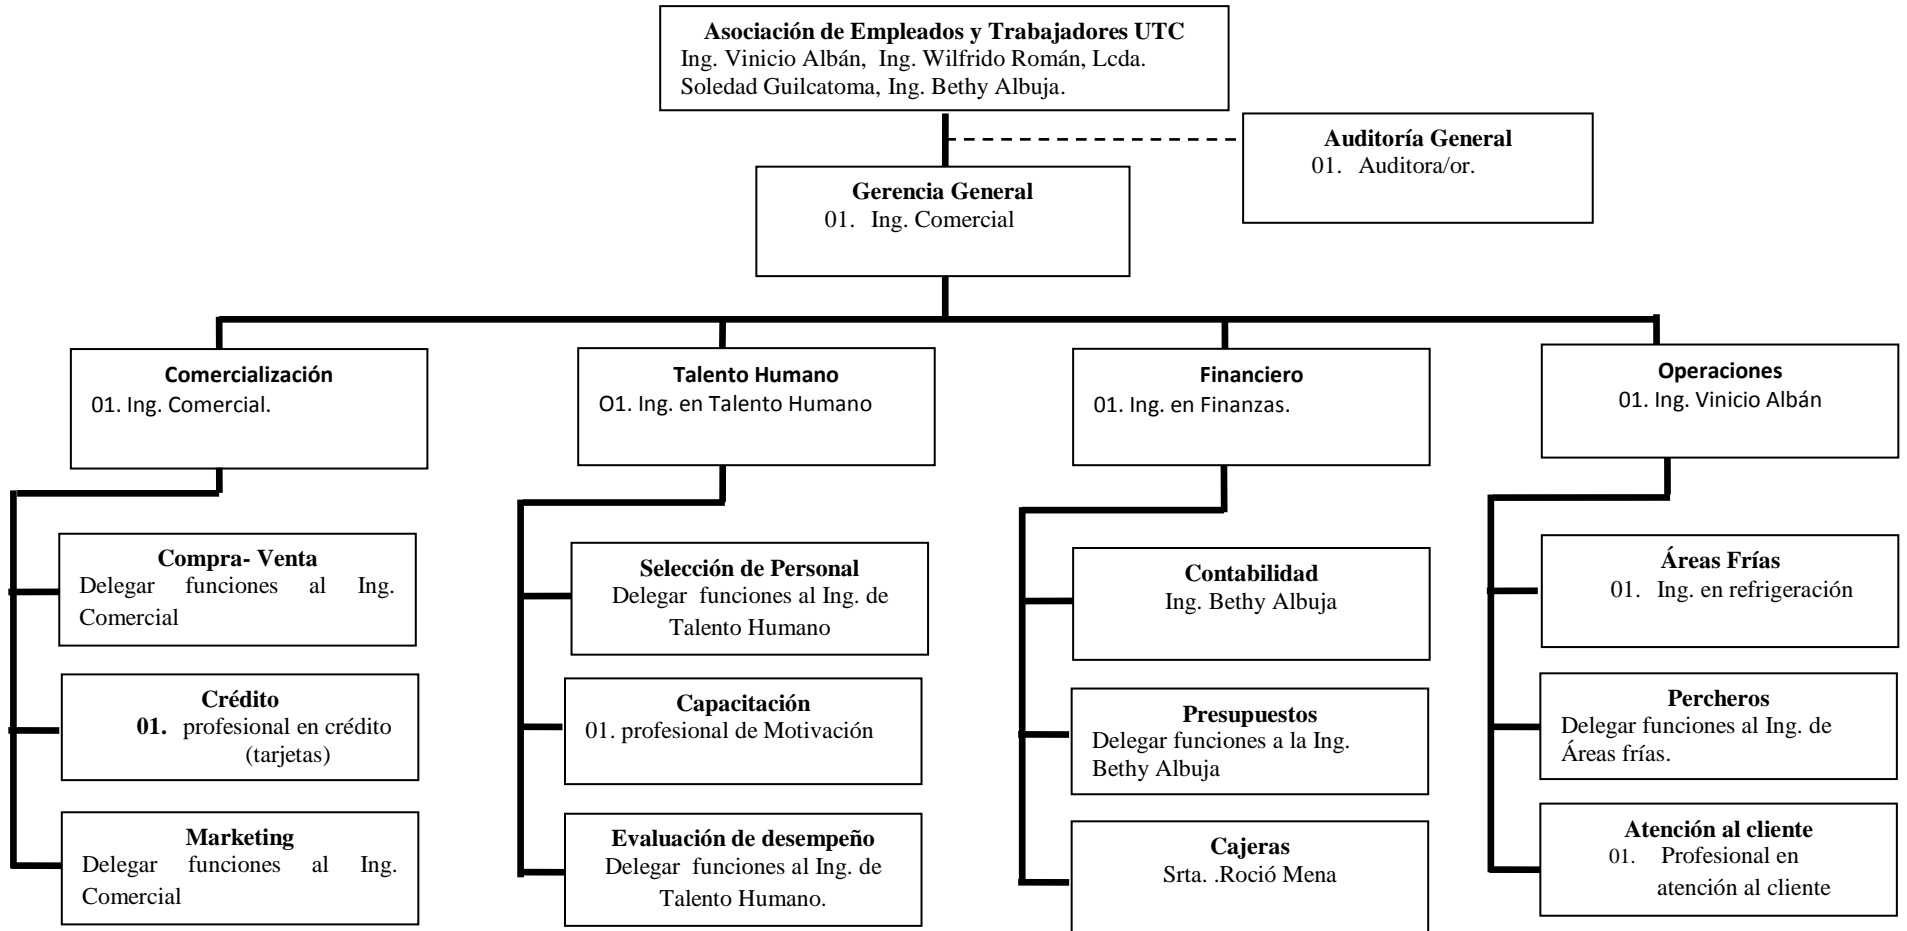 Asociación de Empleados y Trabajadores UTC
Ing. Vinicio Albán, Ing. Wilfrido Román, Lcda.
Soledad Guilcatoma, Ing. Bethy Albuja.
Auditoría General
01. Auditora/or.
Gerencia General
01. Ing. Comercial
Comercialización
01. Ing. Comercial.
Talento Humano
O1. Ing. en Talento Humano
Financiero
01. Ing. en Finanzas.
Operaciones
01. Ing. Vinicio Albán
Compra- Venta
Delegar funciones al Ing.
Comercial
Crédito
01. profesional en crédito
(tarjetas)
Marketing
Delegar funciones al Ing.
Comercial
Selección de Personal
Delegar funciones al Ing. de
Talento Humano
Capacitación
01. profesional de Motivación
Evaluación de desempeño
Delegar funciones al Ing. de
Talento Humano.
Contabilidad
Ing. Bethy Albuja
Presupuestos
Delegar funciones a la Ing.
Bethy Albuja
Cajeras
Srta. .Roció Mena
Áreas Frías
01. Ing. en refrigeración
Percheros
Delegar funciones al Ing. de
Áreas frías.
Atención al cliente
01. Profesional en
atención al cliente